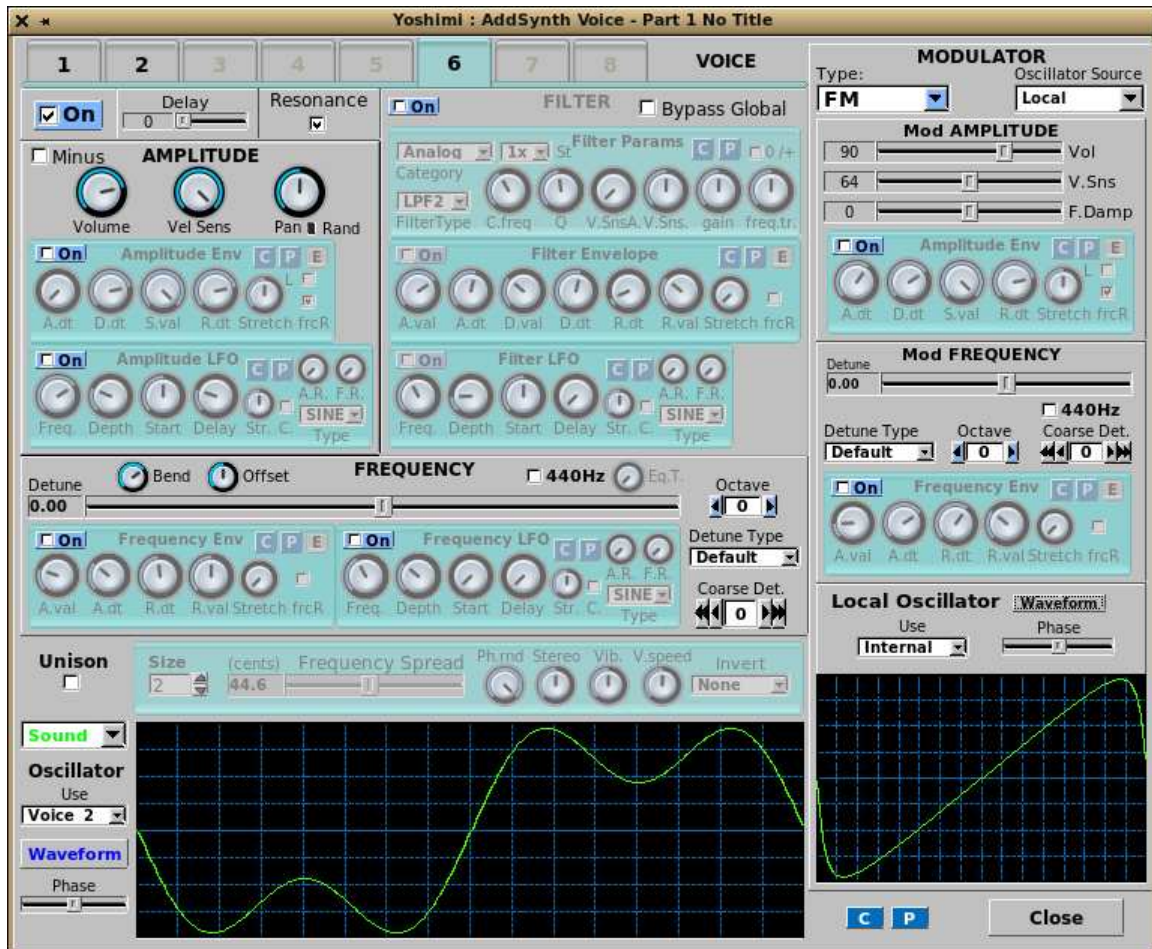 Yoshimi : AddSynth Voice - Part 1 No Title
1 2 3 4 5 6 7 8 VOICE
On Delay 0 Resonance
Minus AMPLITUDE
Volume Vel Sens Pan Rand
On Amplitude Env C P E
L
A.dt D.dt S.val R.dt Stretch frcR
On Amplitude LFO C P
A.R. F.R.
SINE
Freq. Depth Start Delay Str. C. Type
On FILTER Bypass Global
Analog 1x St Filter Params C P 0/+
Category
LPF2
FilterType C.freq Q V.SnsA. V.Sns. gain freq.tr.
On Filter Envelope C P E
A.val A.dt D.val D.dt R.dt R.val Stretch frcR
On Filter LFO C P
A.R. F.R.
SINE
Freq. Depth Start Delay Str. C. Type
Detune Bend Offset FREQUENCY 440Hz Eq.T. Octave
0.00 0
On Frequency Env C P E
A.val A.dt R.dt R.val Stretch frcR
On Frequency LFO C P
A.R. F.R.
SINE
Freq. Depth Start Delay Str. C. Type
Detune Type
Default
Coarse Det.
0
Unison Size (cents) Frequency Spread Ph.rnd Stereo Vib. V.speed Invert
2 44.6 None
Sound
Oscillator
Use
Voice 2
Waveform
Phase
MODULATOR
Type: Oscillator Source
FM Local
Mod AMPLITUDE
90 Vol
64 V.Sns
0 F.Damp
On Amplitude Env C P E
L
A.dt D.dt S.val R.dt Stretch frcR
Mod FREQUENCY
Detune
0.00
440Hz
Detune Type Octave Coarse Det.
Default 0 0
On Frequency Env C P E
A.val A.dt R.dt R.val Stretch frcR
Local Oscillator Waveform
Use Phase
Internal
C P Close